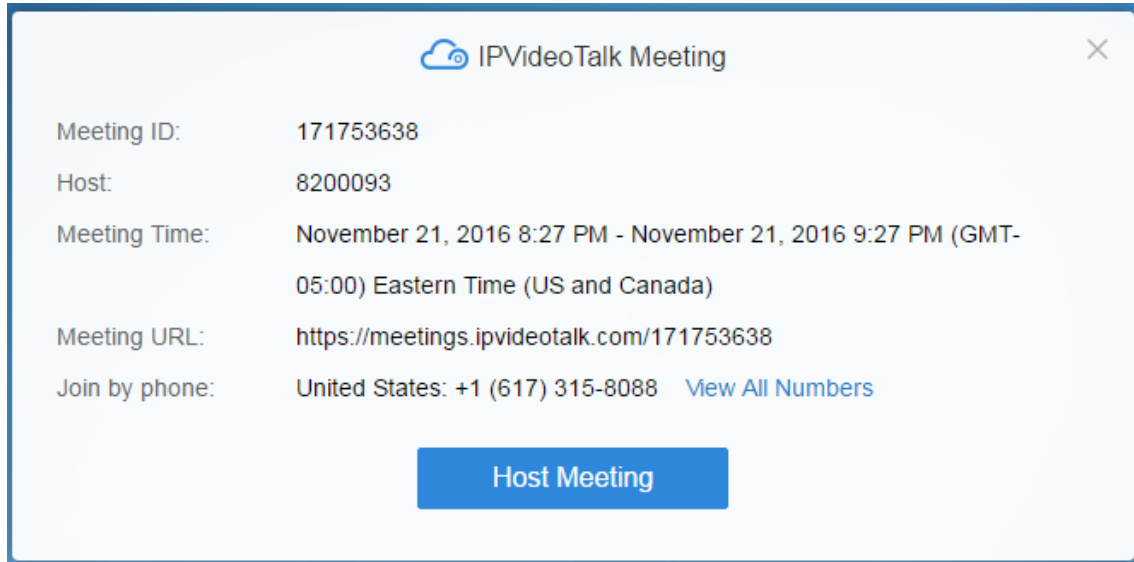 IPVideoTalk Meeting
Meeting ID: 171753638
Host: 8200093
Meeting Time: November 21, 2016 8:27 PM - November 21, 2016 9:27 PM (GMT-
05:00) Eastern Time (US and Canada)
Meeting URL: https://meetings.ipvideotalk.com/171753638
Join by phone: United States: +1 (617) 315-8088 View All Numbers
Host Meeting